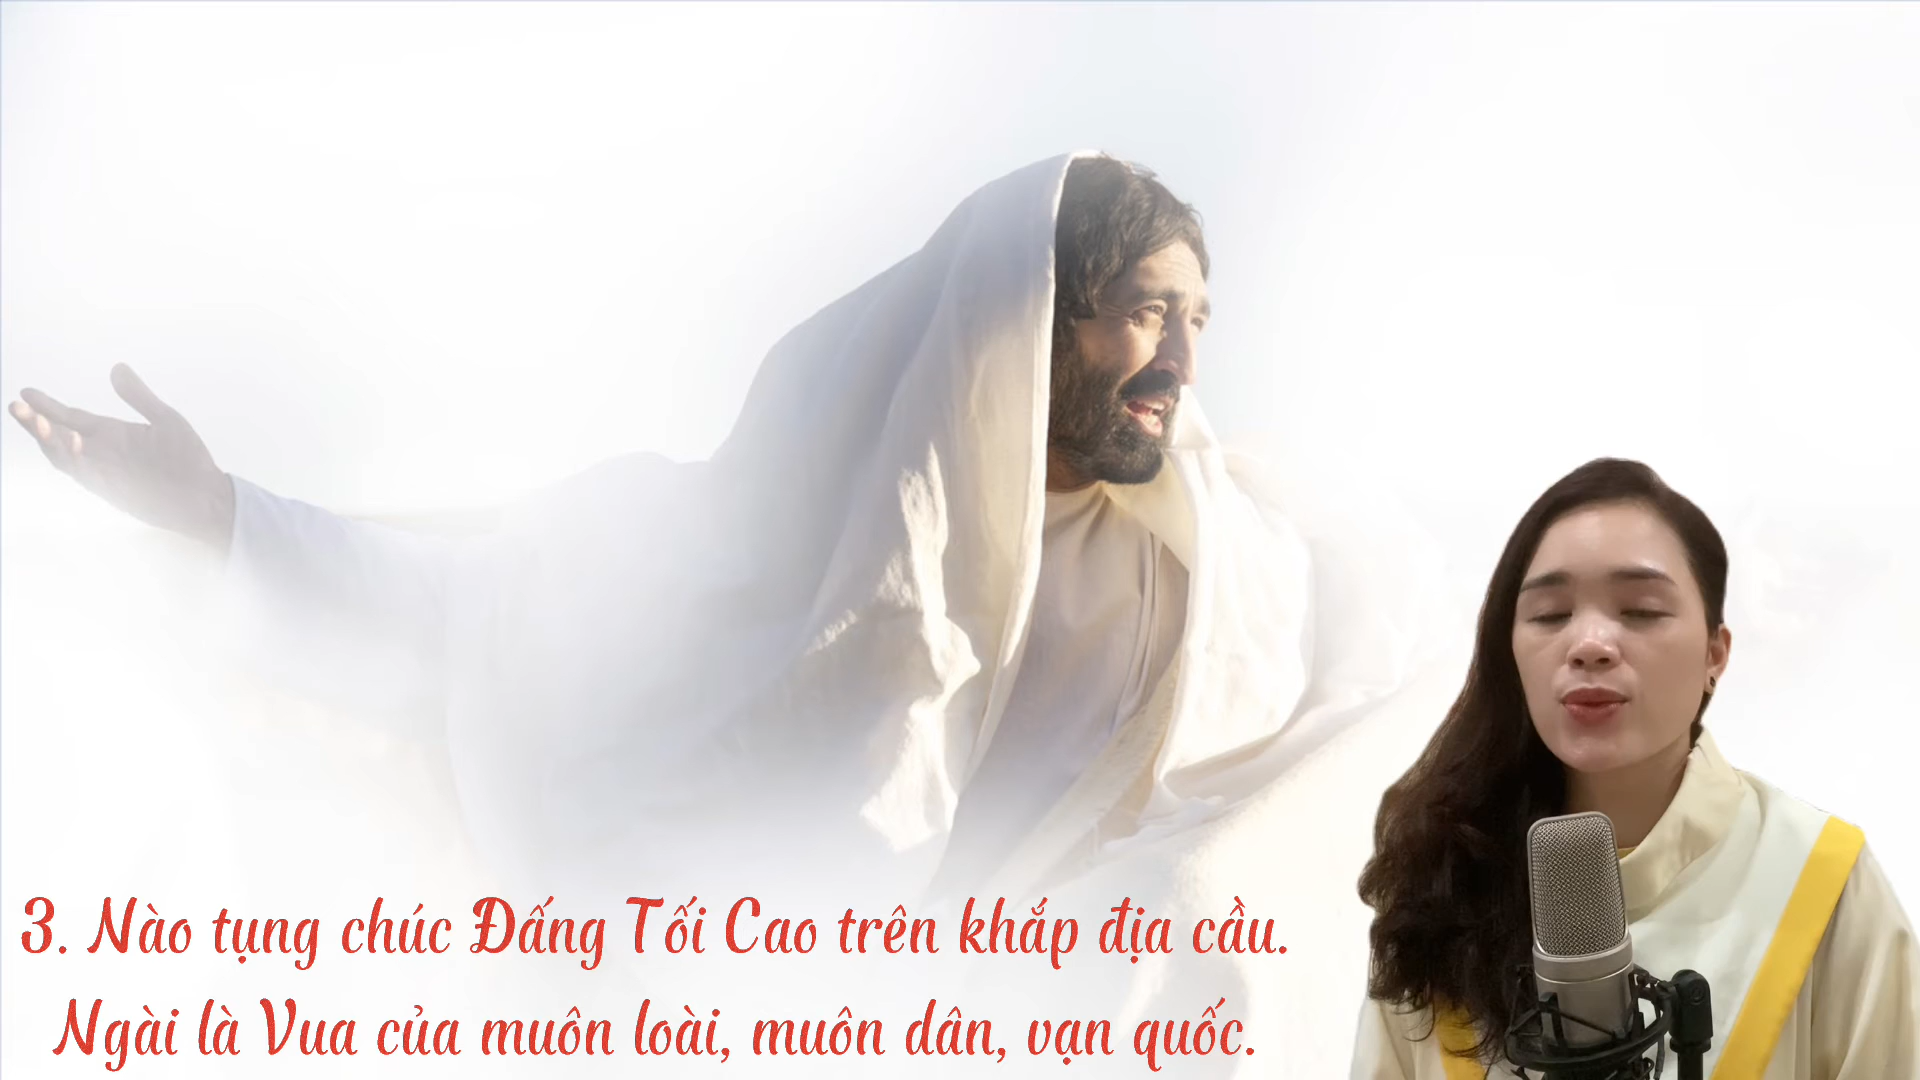 3. Nào tụng chúc Đấng Tối Cao trên khắp địa cầu.
Ngài là Vua của muôn loài, muôn dân, vạn quốc.